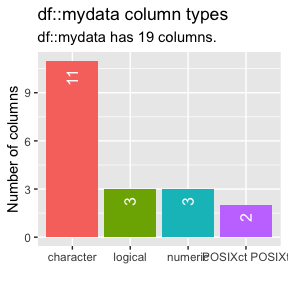 df::mydata column types
df::mydata has 19 columns.
Number of columns
9
6
3
0
11
3
3
2
character
logical
numeric
POSIXct POSIXt